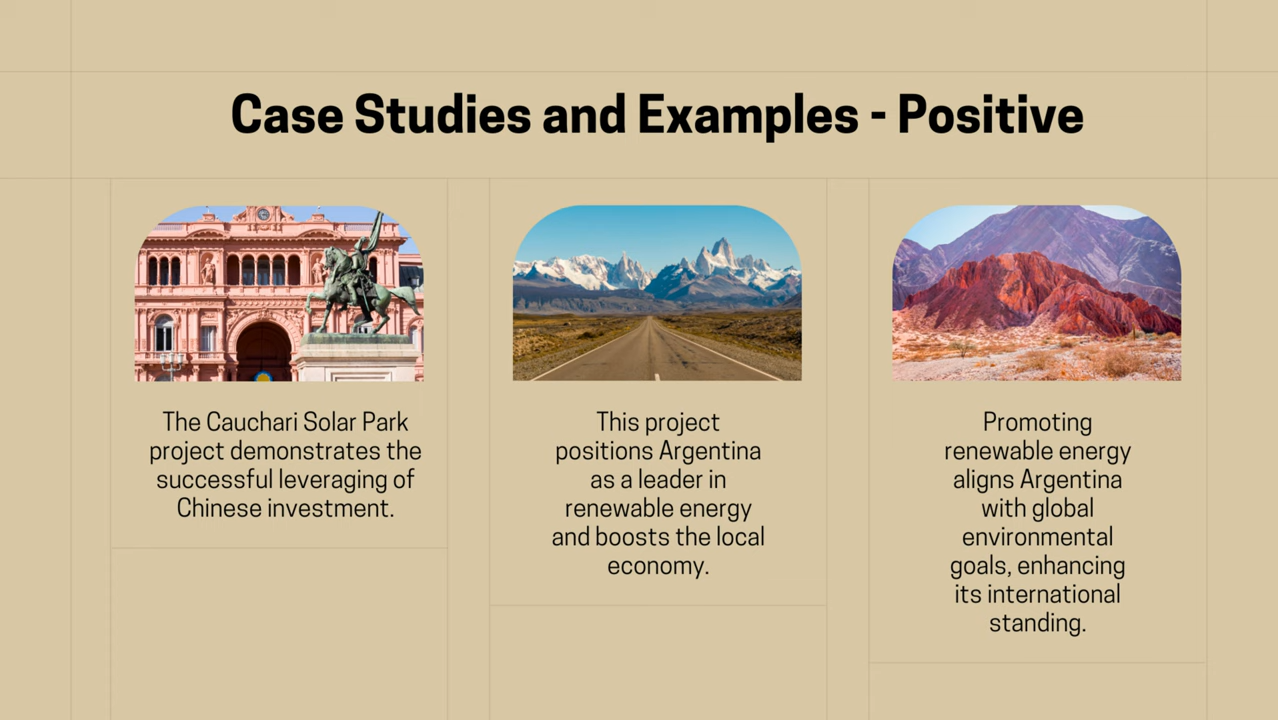 Case Studies and Examples - Positive
The Cauchari Solar Park
project demonstrates the
successful leveraging of
Chinese investment.
This project
positions Argentina
as a leader in
renewable energy
and boosts the local
economy.
Promoting
renewable energy
aligns Argentina
with global
environmental
goals, enhancing
its international
standing.